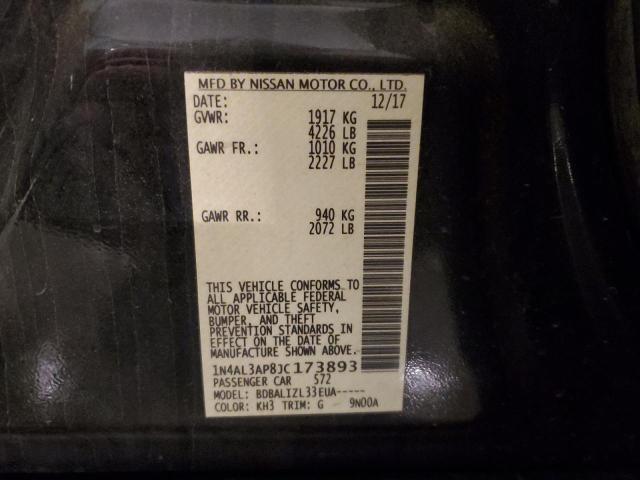 MFD BY NISSAN MOTOR CO., LTD.
DATE: 12/17
GVWR: 1917 KG
4226 LB
GAWR FR.: 1010 KG
2227 LB
GAWR RR.: 940 KG
2072 LB
THIS VEHICLE CONFORMS TO
ALL APPLICABLE FEDERAL
MOTOR VEHICLE SAFETY,
BUMPER, AND THEFT
PREVENTION STANDARDS IN
EFFECT ON THE DATE OF
MANUFACTURE SHOWN ABOVE.
1N4AL3AP8JC173893
PASSENGER CAR 572
MODEL: BDBALIZL33EUA-----
COLOR: KH3 TRIM: G 9N00A